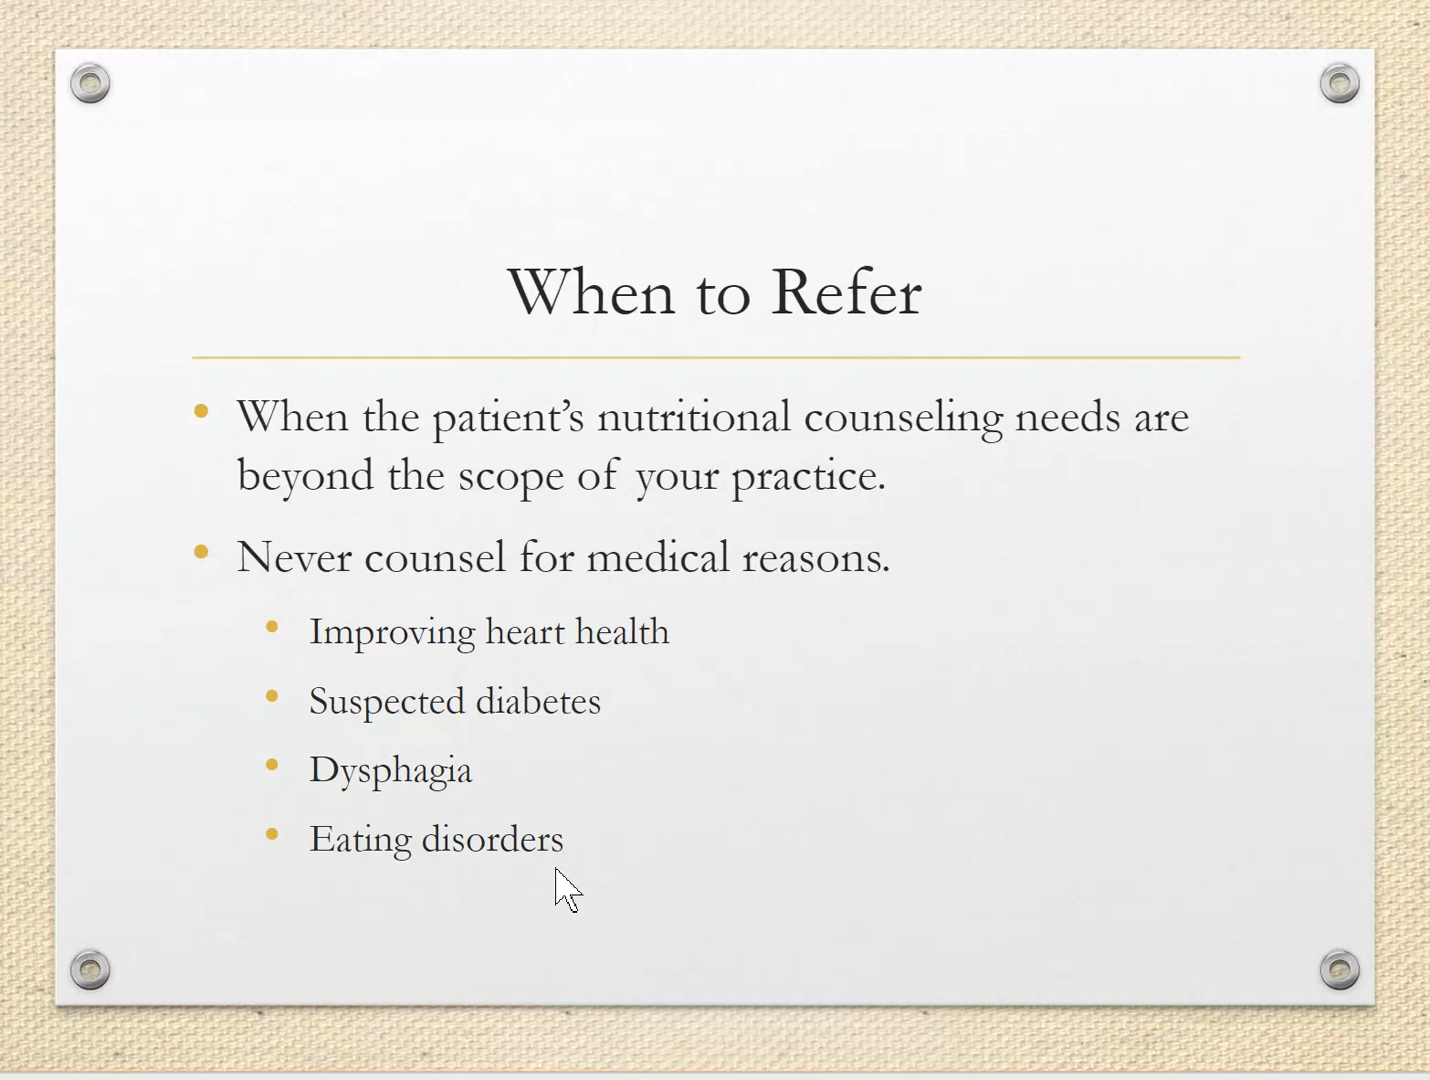 When to Refer
When the patient’s nutritional counseling needs are
beyond the scope of your practice.
Never counsel for medical reasons.
Improving heart health
Suspected diabetes
Dysphagia
Eating disorders